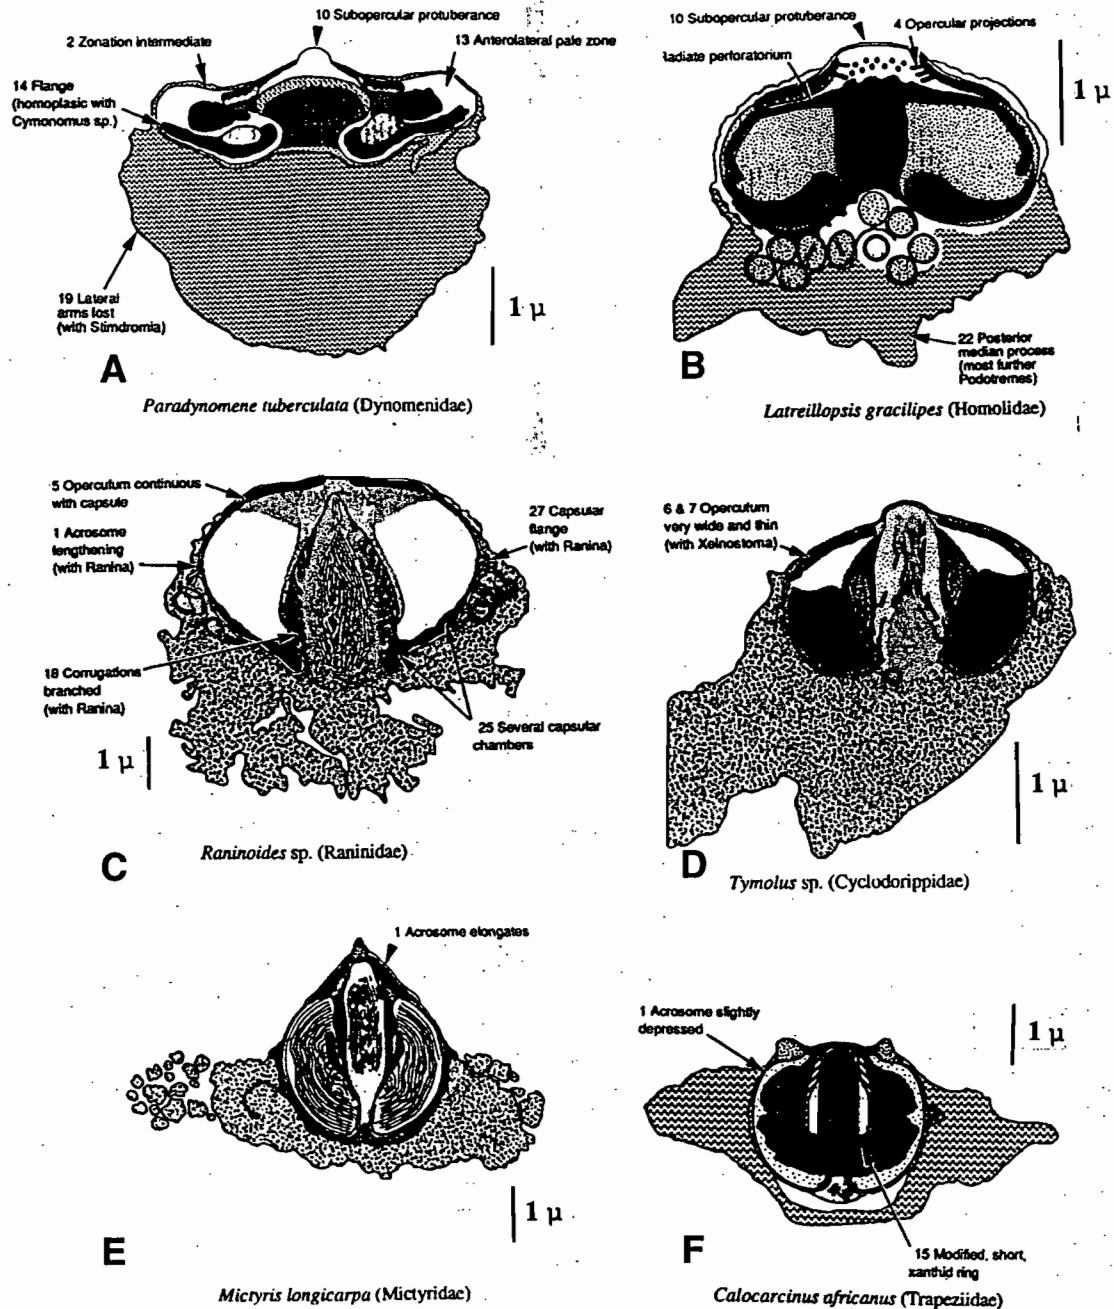 10 Subopercular protuberance
2 Zonation intermediate
13 Anterolateral pale zone
14 Flange
(homoplasic with
Cymonomus sp.)
19 Lateral
arms lost
(with Stimdromia)
1 μ
A
Paradynomene tuberculata (Dynomenidae)
10 Subopercular protuberance
4 Opercular projections
Radiate perforatorium
1 μ
22 Posterior
median process
(most further
Podotremes)
B
Latreillopsis gracilipes (Homolidae)
5 Operculum continuous
with capsule
1 Acrosome
lengthening
(with Ranina)
27 Capsular
flange
(with Ranina)
18 Corrugations
branched
(with Ranina)
25 Several capsular
chambers
1 μ
C
Raninoides sp. (Raninidae)
6 & 7 Operculum
very wide and thin
(with Xeinostoma)
1 μ
D
Tymolus sp. (Cyclodorippidae)
1 Acrosome elongates
1 μ
E
Mictyris longicarpa (Mictyridae)
1 Acrosome slightly
depressed
1 μ
15 Modified, short,
xanthid ring
F
Calocarcinus africanus (Trapeziidae)